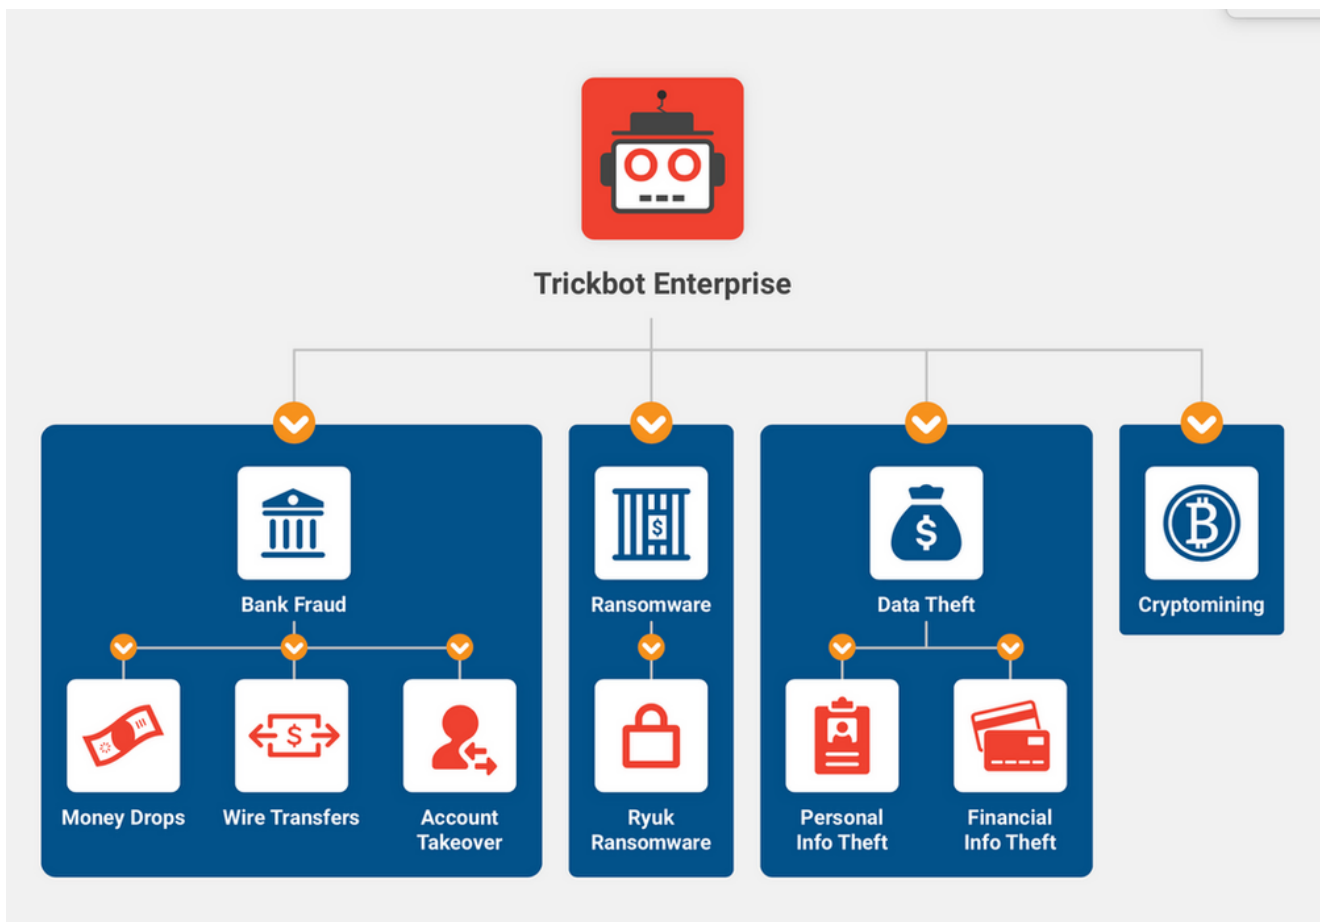 Trickbot Enterprise
Bank Fraud
Ransomware
Data Theft
Cryptomining
Money Drops
Wire Transfers
Account
Takeover
Ryuk
Ransomware
Personal
Info Theft
Financial
Info Theft